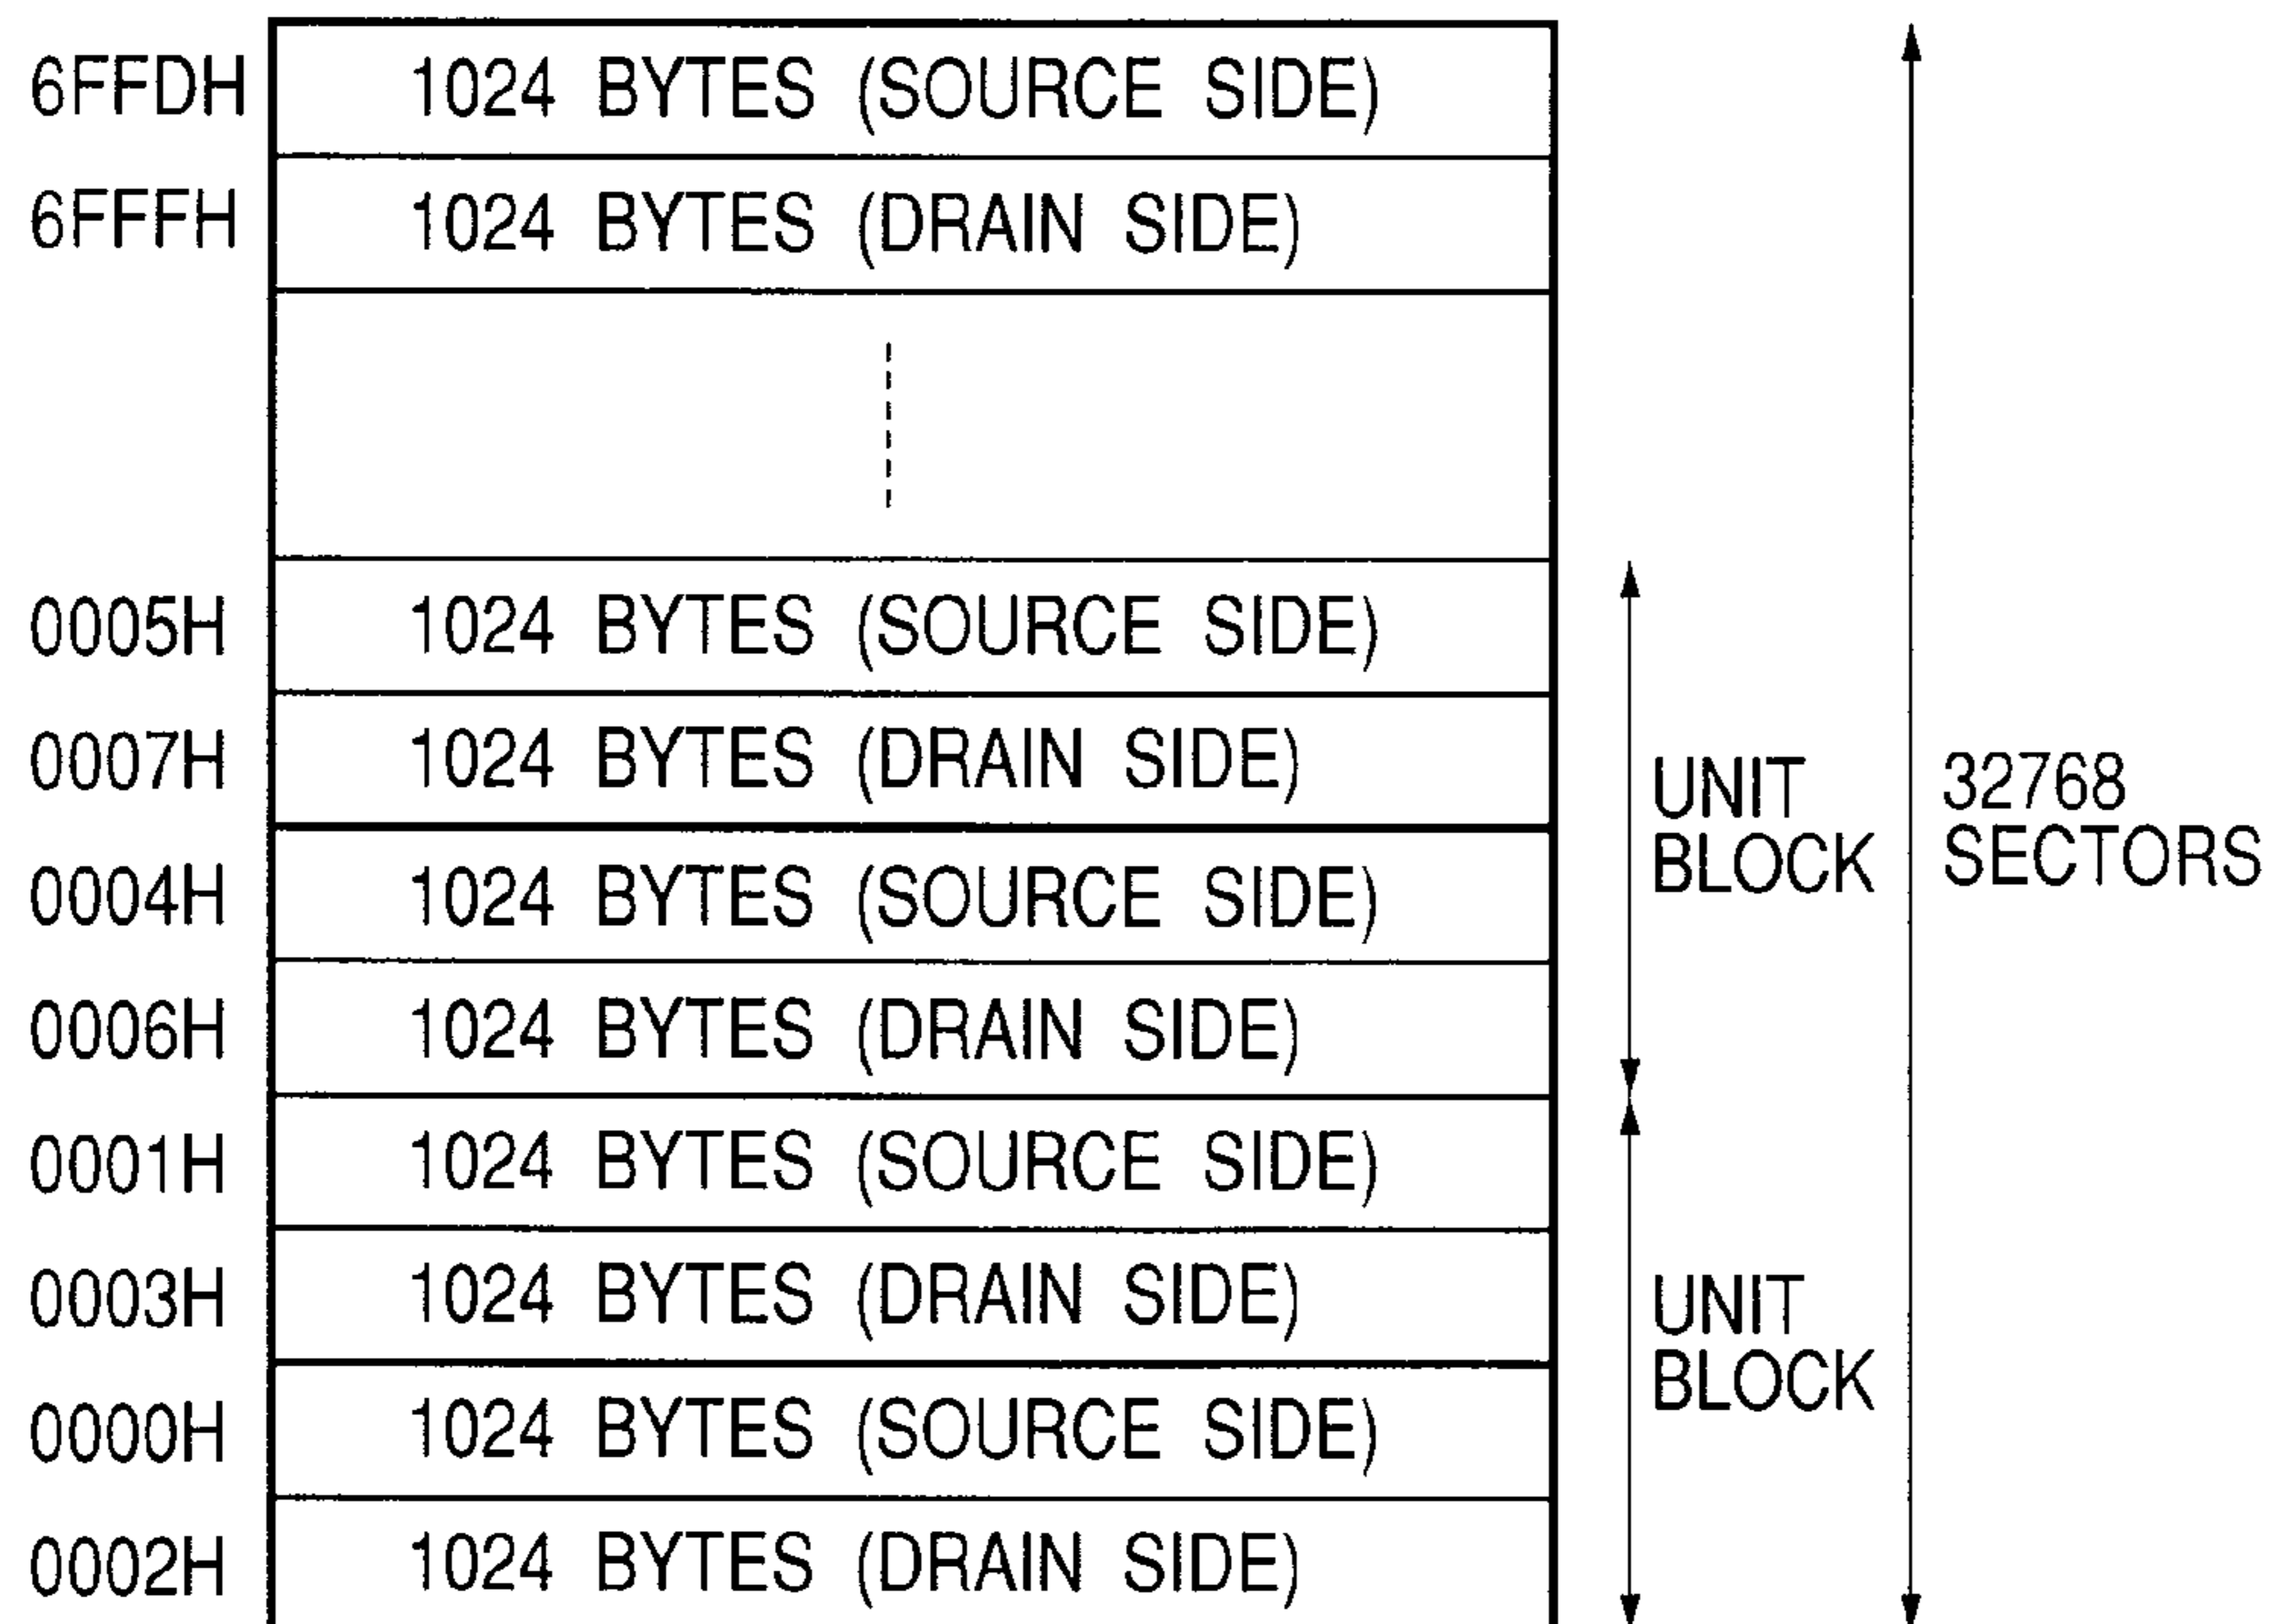 6FFDH 1024 BYTES (SOURCE SIDE)
6FFFH 1024 BYTES (DRAIN SIDE)
0005H 1024 BYTES (SOURCE SIDE)
0007H 1024 BYTES (DRAIN SIDE)
0004H 1024 BYTES (SOURCE SIDE)
0006H 1024 BYTES (DRAIN SIDE)
0001H 1024 BYTES (SOURCE SIDE)
0003H 1024 BYTES (DRAIN SIDE)
0000H 1024 BYTES (SOURCE SIDE)
0002H 1024 BYTES (DRAIN SIDE)
UNIT
BLOCK
UNIT
BLOCK
32768
SECTORS